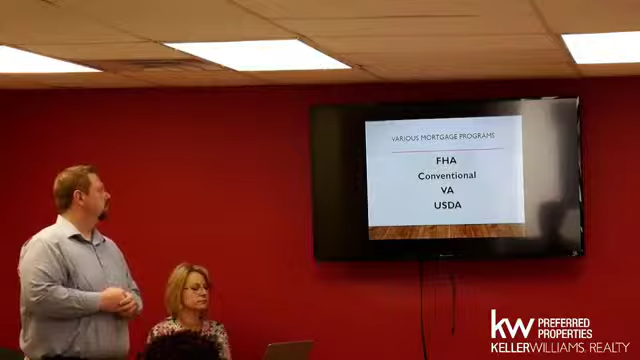 VARIOUS MORTGAGE PROGRAMS
FHA
Conventional
VA
USDA
kw PREFERRED
PROPERTIES
KELLERWILLIAMS. REALTY